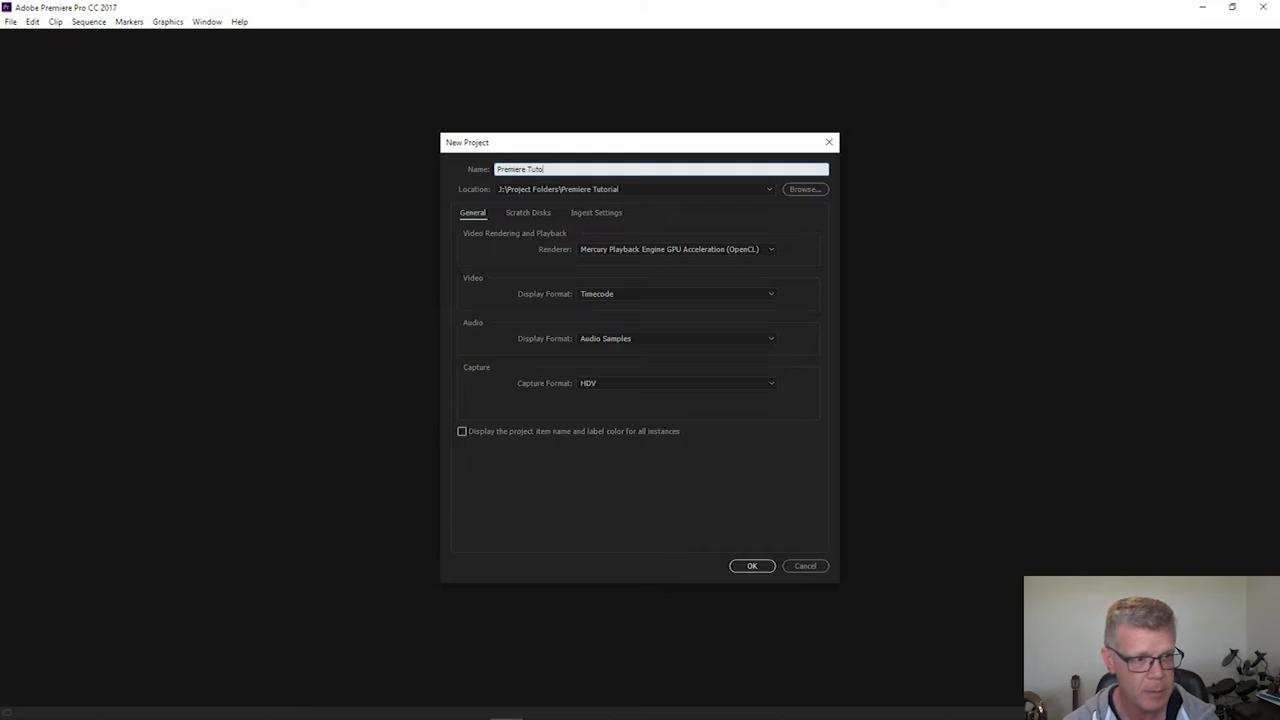 Adobe Premiere Pro CC 2017
File Edit Clip Sequence Markers Graphics Window Help
New Project
Name: Premiere Tuto
Location: J:\Project Folders\Premiere Tutorial Browse...
General Scratch Disks Ingest Settings
Video Rendering and Playback
Renderer: Mercury Playback Engine GPU Acceleration (OpenCL)
Video
Display Format: Timecode
Audio
Display Format: Audio Samples
Capture
Capture Format: HDV
Display the project item name and label color for all instances
OK Cancel